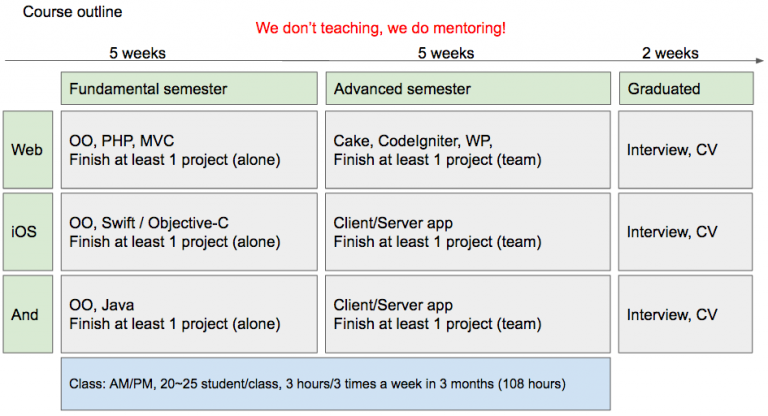 Course outline
We don't teaching, we do mentoring!
5 weeks
5 weeks
2 weeks
Fundamental semester
Advanced semester
Graduated
Web
OO, PHP, MVC
Finish at least 1 project (alone)
Cake, CodeIgniter, WP,
Finish at least 1 project (team)
Interview, CV
iOS
OO, Swift / Objective-C
Finish at least 1 project (alone)
Client/Server app
Finish at least 1 project (team)
Interview, CV
And
OO, Java
Finish at least 1 project (alone)
Client/Server app
Finish at least 1 project (team)
Interview, CV
Class: AM/PM, 20~25 student/class, 3 hours/3 times a week in 3 months (108 hours)